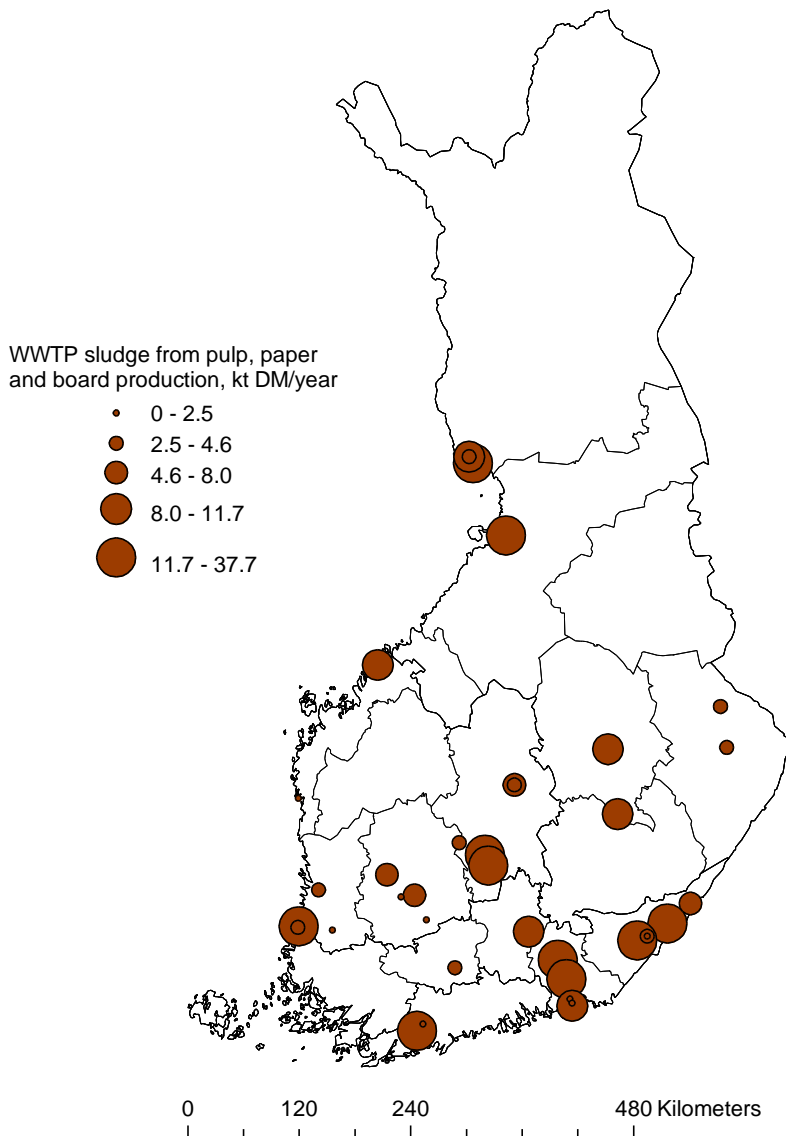 WWTP sludge from pulp, paper
and board production, kt DM/year
0 - 2.5
2.5 - 4.6
4.6 - 8.0
8.0 - 11.7
11.7 - 37.7
0 120 240 480 Kilometers